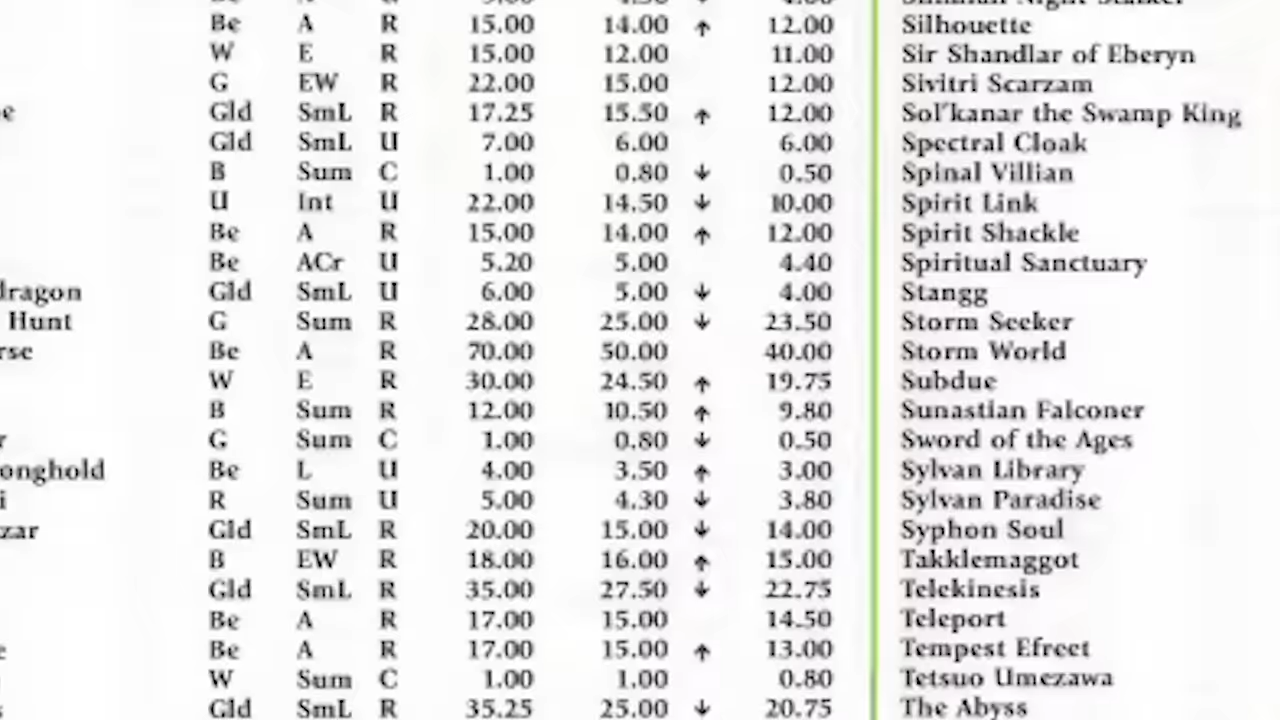 Be A R 15.00 14.00 ↑ 12.00 Silhouette
W E R 15.00 12.00 11.00 Sir Shandlar of Eberyn
G EW R 22.00 15.00 12.00 Sivitri Scarzam
e Gld SmL R 17.25 15.50 ↑ 12.00 Sol'kanar the Swamp King
Gld SmL U 7.00 6.00 6.00 Spectral Cloak
B Sum C 1.00 0.80 ↓ 0.50 Spinal Villian
U Int U 22.00 14.50 ↓ 10.00 Spirit Link
Be A R 15.00 14.00 ↑ 12.00 Spirit Shackle
Be ACr U 5.20 5.00 4.40 Spiritual Sanctuary
dragon Gld SmL U 6.00 5.00 ↓ 4.00 Stangg
Hunt G Sum R 28.00 25.00 ↓ 23.50 Storm Seeker
rse Be A R 70.00 50.00 40.00 Storm World
W E R 30.00 24.50 ↑ 19.75 Subdue
B Sum R 12.00 10.50 ↑ 9.80 Sunastian Falconer
r G Sum C 1.00 0.80 ↓ 0.50 Sword of the Ages
onghold Be L U 4.00 3.50 ↑ 3.00 Sylvan Library
i R Sum U 5.00 4.30 ↓ 3.80 Sylvan Paradise
zar Gld SmL R 20.00 15.00 ↓ 14.00 Syphon Soul
B EW R 18.00 16.00 ↑ 15.00 Takklemaggot
Gld SmL R 35.00 27.50 ↓ 22.75 Telekinesis
Be A R 17.00 15.00 14.50 Teleport
e Be A R 17.00 15.00 ↑ 13.00 Tempest Efreet
W Sum C 1.00 1.00 0.80 Tetsuo Umezawa
s Gld SmL R 35.25 25.00 ↓ 20.75 The Abyss